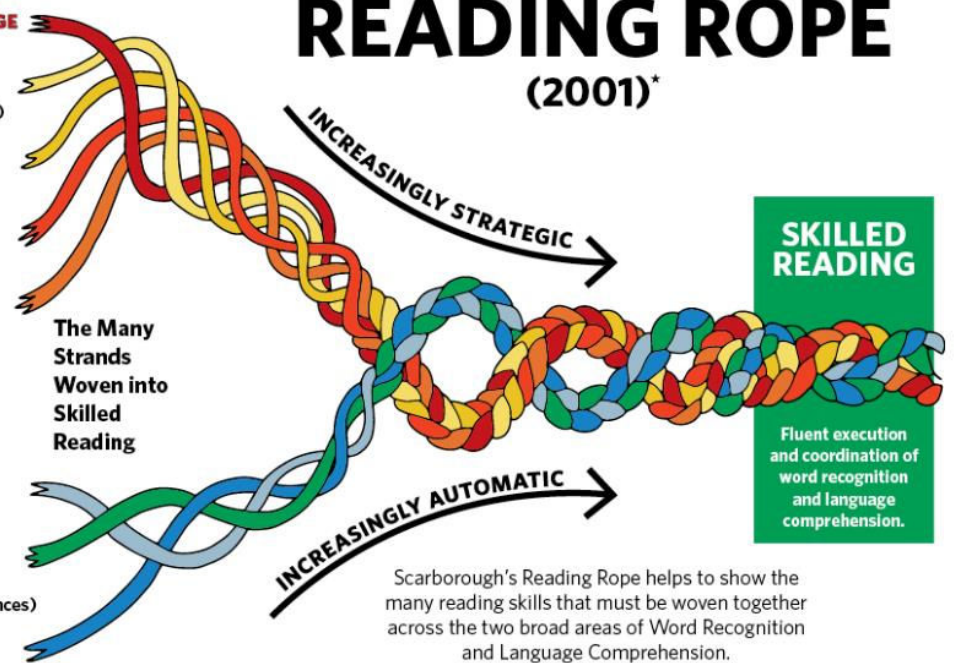 READING ROPE
(2001)*
GE
)
INCREASINGLY STRATEGIC
SKILLED
READING
The Many
Strands
Woven into
Skilled
Reading
Fluent execution
and coordination of
word recognition
and language
comprehension.
INCREASINGLY AUTOMATIC
nces)
Scarborough's Reading Rope helps to show the
many reading skills that must be woven together
across the two broad areas of Word Recognition
and Language Comprehension.